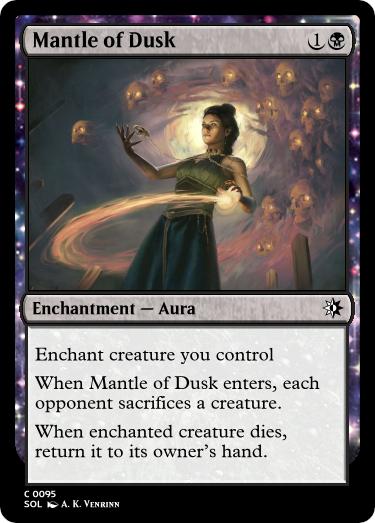 Mantle of Dusk 1
Enchantment — Aura
Enchant creature you control
When Mantle of Dusk enters, each
opponent sacrifices a creature.
When enchanted creature dies,
return it to its owner's hand.
C 0095
SOL A. K. Venrinn